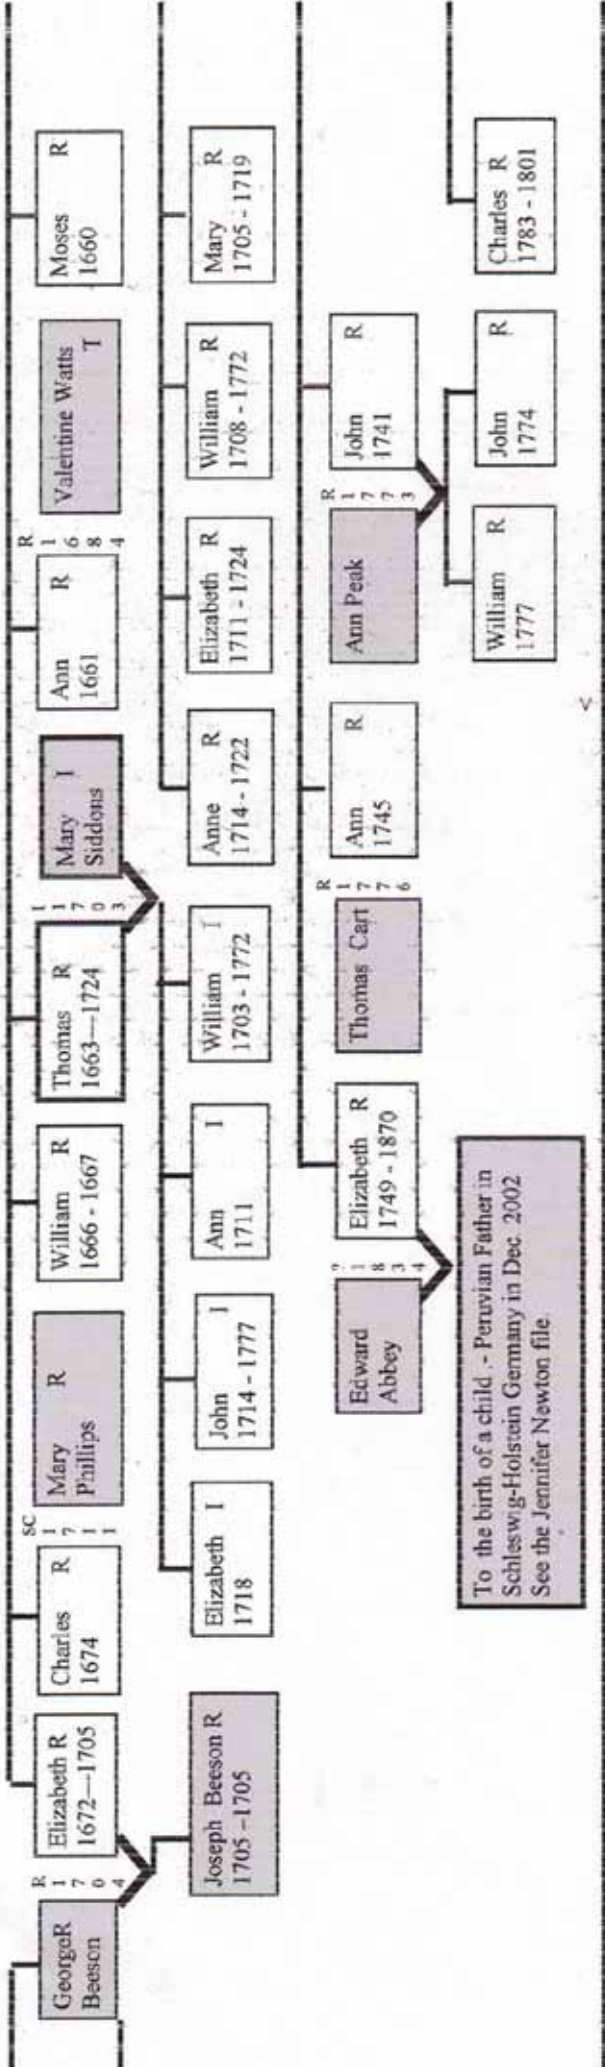 GeorgeR
Beeson
R
1
7
0
4
Elizabeth R
1672—1705
Charles R
1674
SC
1
7
1
1
Mary R
Phillips
William R
1666 - 1667
Thomas R
1663—1724
I
1
7
0
3
Mary I
Siddons
Ann R
1661
R
1
6
8
4
Valentine Watts
T
Moses R
1660
Joseph Beeson R
1705 -1705
Elizabeth I
1718
John I
1714 - 1777
Ann I
1711
William I
1703 - 1772
Anne R
1714 - 1722
Elizabeth R
1711 - 1724
William R
1708 - 1772
Mary R
1705 - 1719
Edward
Abbey
?
1
8
3
4
Elizabeth R
1749 - 1870
Thomas Cart
R
1
7
7
6
Ann R
1745
Ann Peak
R
1
7
7
3
John R
1741
To the birth of a child .- Peruvian Father in
Schleswig-Holstein Germany in Dec 2002
See the Jennifer Newton file.
William R
1777
John R
1774
Charles R
1783 - 1801
<